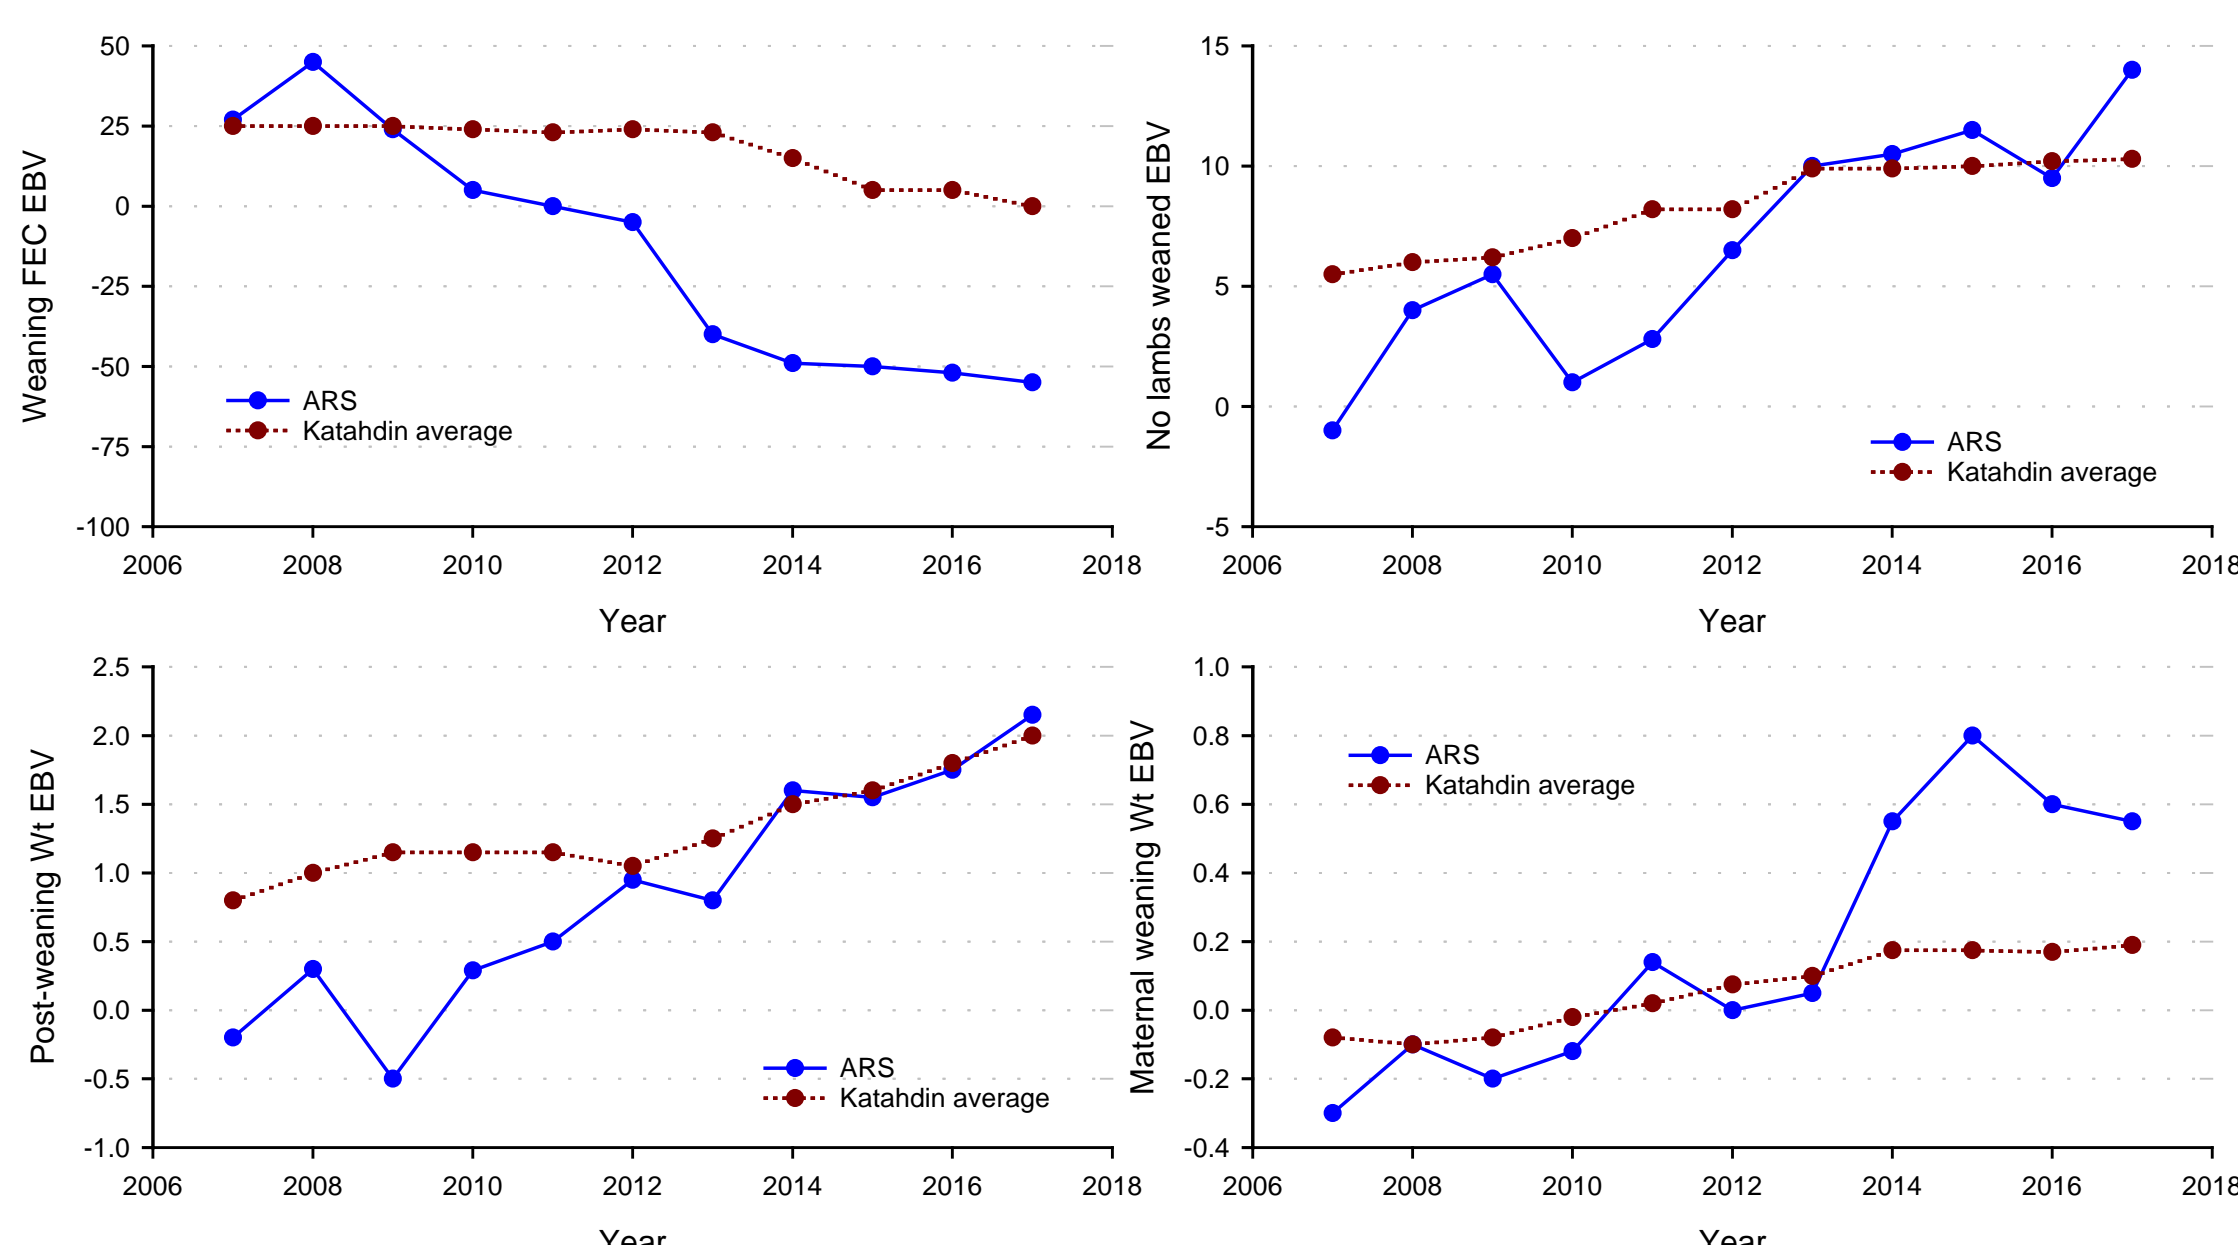 Weaning FEC EBV
50
25
0
-25
-50
-75
-100
ARS
Katahdin average
2006 2008 2010 2012 2014 2016 2018
Year
No lambs weaned EBV
15
10
5
0
-5
ARS
Katahdin average
2006 2008 2010 2012 2014 2016 2018
Year
Post-weaning Wt EBV
2.5
2.0
1.5
1.0
0.5
0.0
-0.5
-1.0
ARS
Katahdin average
2006 2008 2010 2012 2014 2016 2018
Year
Maternal weaning Wt EBV
1.0
0.8
0.6
0.4
0.2
0.0
-0.2
-0.4
ARS
Katahdin average
2006 2008 2010 2012 2014 2016 2018
Year